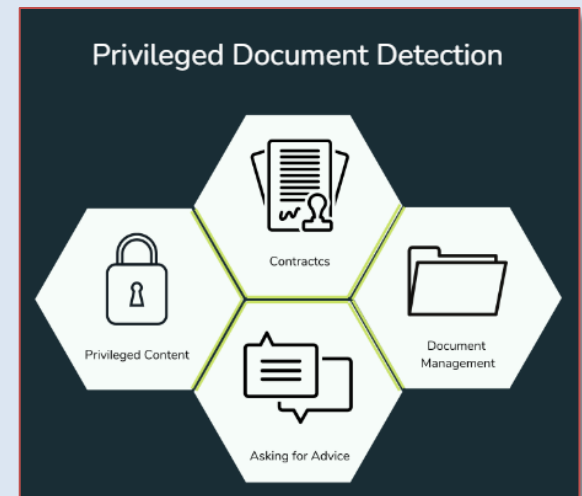 Privileged Document Detection
Contractcs
Privileged Content
Document
Management
Asking for Advice